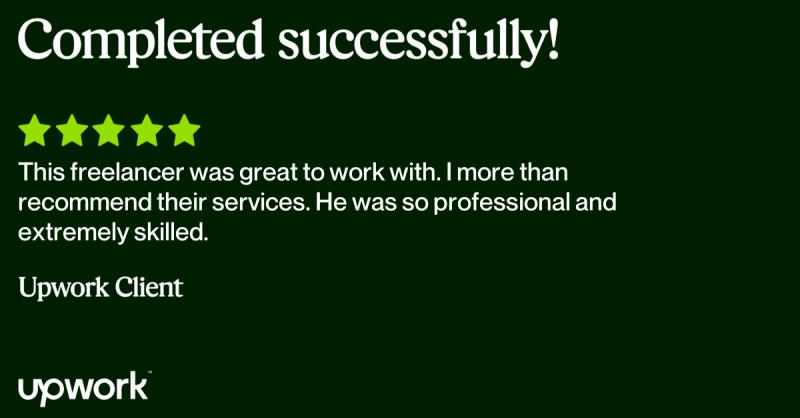 Completed successfully!
This freelancer was great to work with. I more than
recommend their services. He was so professional and
extremely skilled.
Upwork Client
upwork™